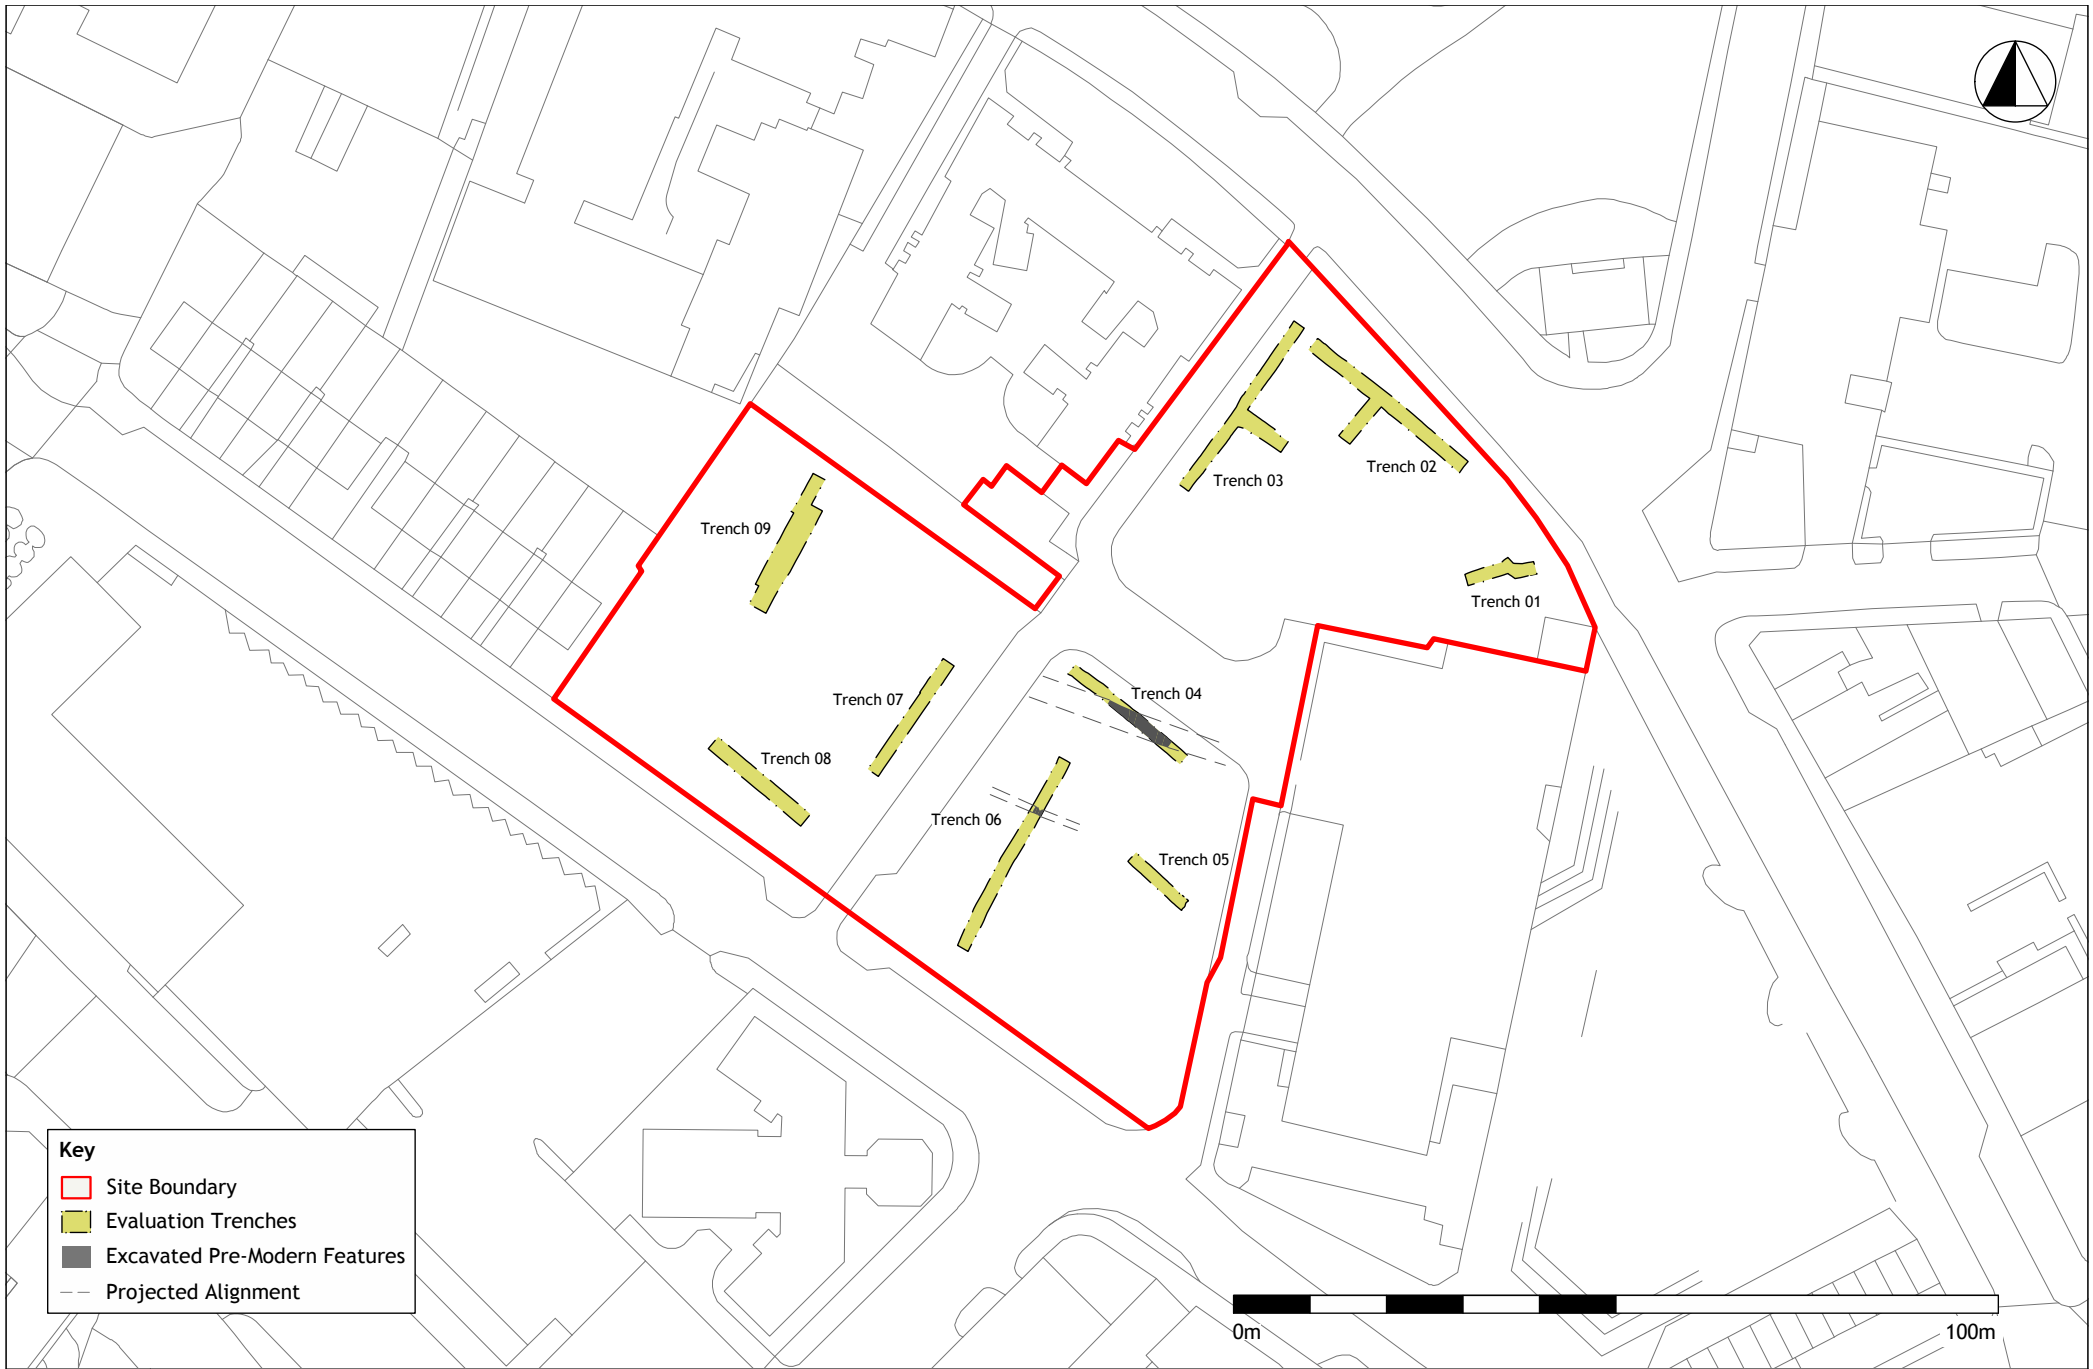 Trench 03
Trench 02
Trench 09
Trench 01
Trench 04
Trench 07
Trench 08
Trench 06
Trench 05
Key
Site Boundary
Evaluation Trenches
Excavated Pre-Modern Features
Projected Alignment
0m
100m